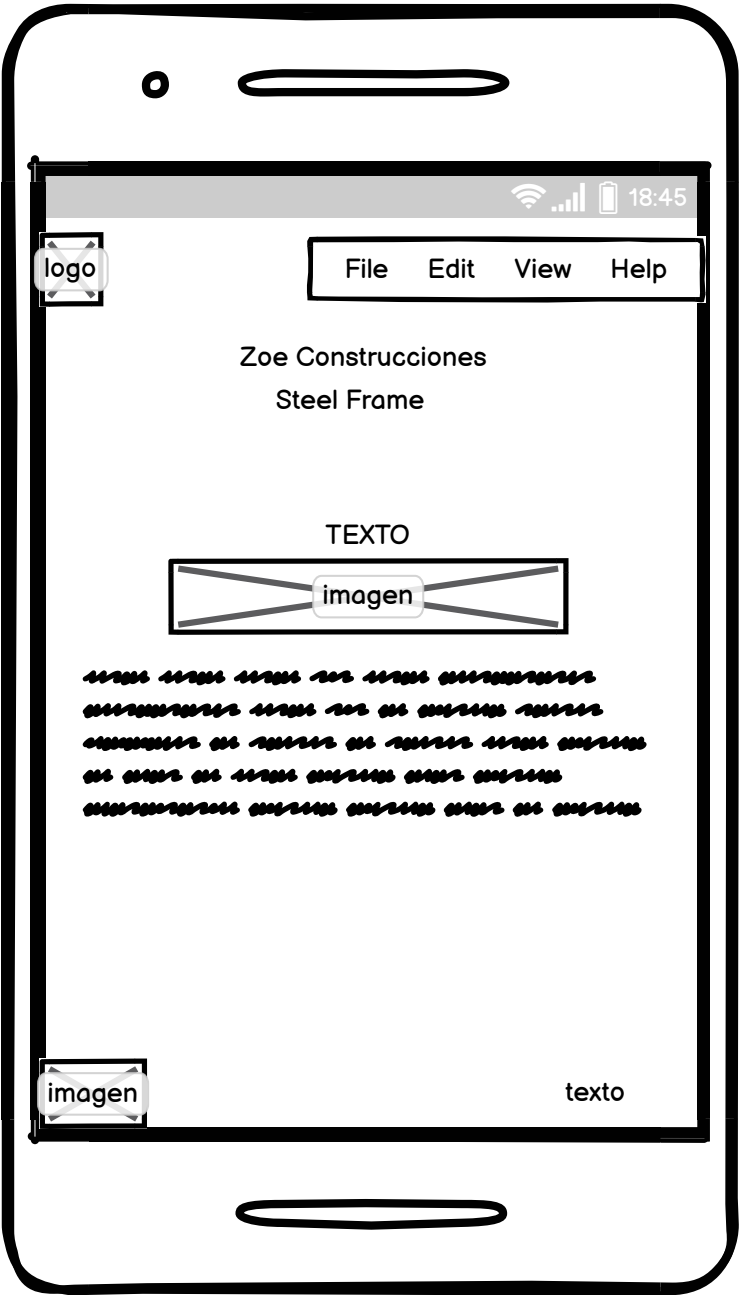 18:45
logo
File Edit View Help
Zoe Construcciones
Steel Frame
TEXTO
imagen
imagen
texto